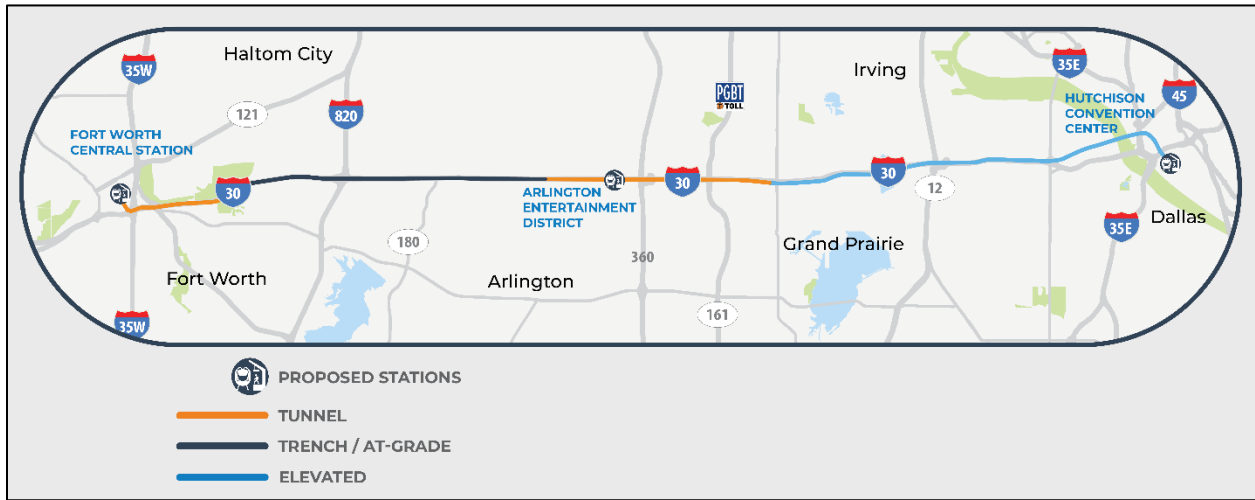 35W
Haltom City
121
820
FORT WORTH
CENTRAL STATION
30
ARLINGTON
ENTERTAINMENT
DISTRICT
180
Fort Worth
35W
Arlington
360
PGBT
TOLL
30
161
Irving
Grand Prairie
30
12
35E
45
HUTCHISON
CONVENTION
CENTER
Dallas
35E
PROPOSED STATIONS
TUNNEL
TRENCH / AT-GRADE
ELEVATED